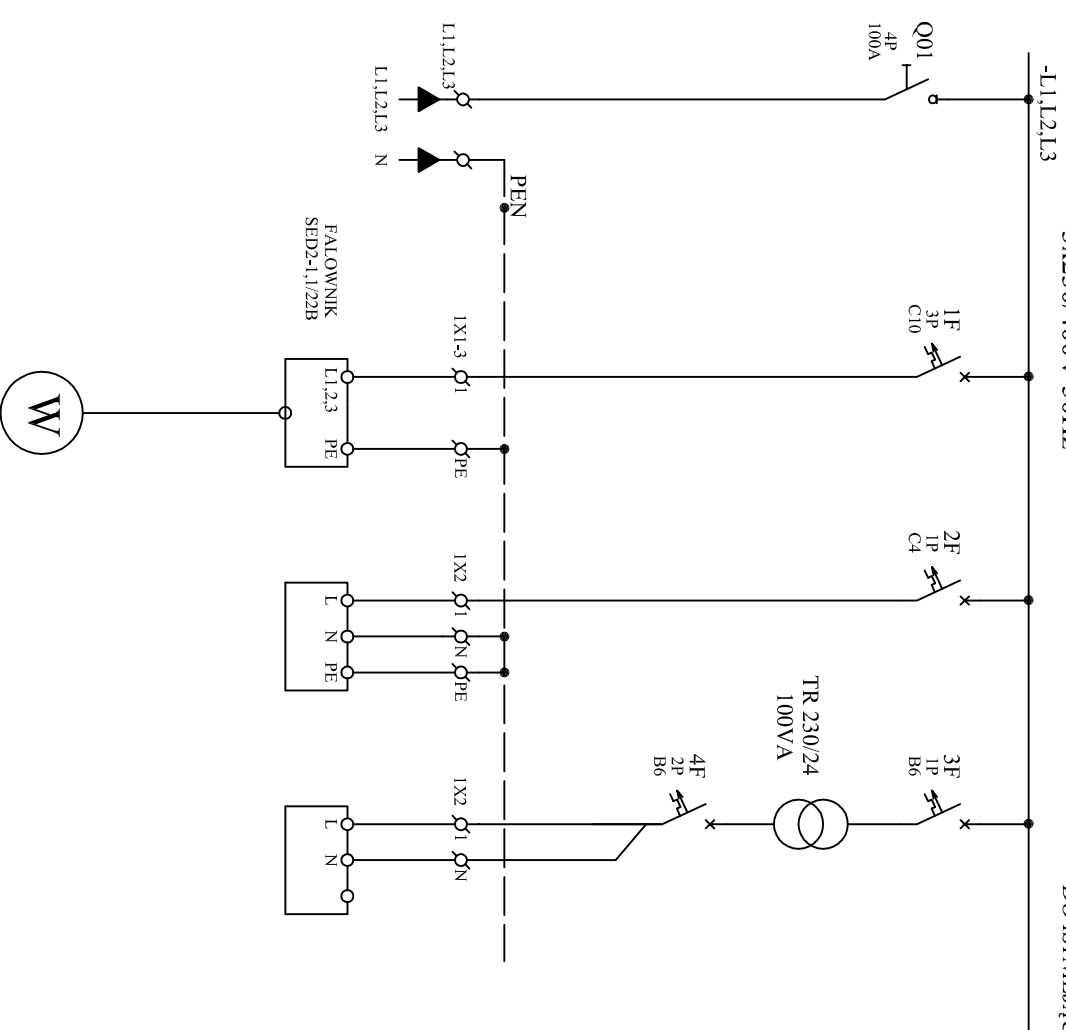 -L1,L2,L3
Q01
4P
100A
L1,L2,L3
L1,L2,L3
N
PEN
1F
3P
C10
2F
1P
C4
3F
1P
B6
TR 230/24
100VA
4F
2P
B6
1X1-3
1
PE
1X2
1
N
PE
1X2
1
N
FALOWNIK
SED2-1,1/22B
L1,2,3
PE
L
N
PE
L
N
W